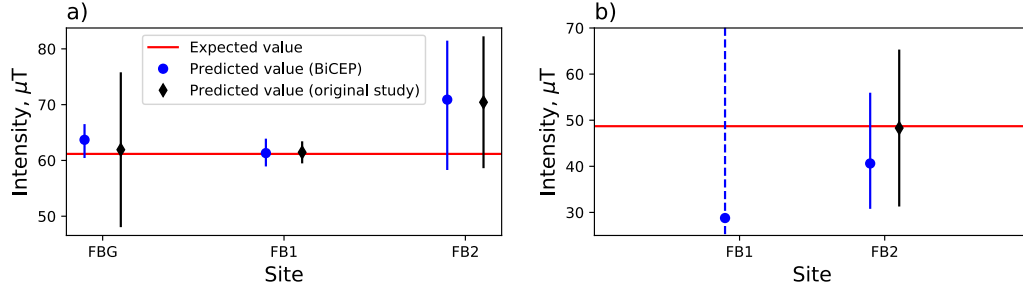 a)
Intensity, μT
80
70
60
50
Expected value
Predicted value (BiCEP)
Predicted value (original study)
FBG
FB1
FB2
Site
b)
Intensity, μT
70
60
50
40
30
FB1
FB2
Site